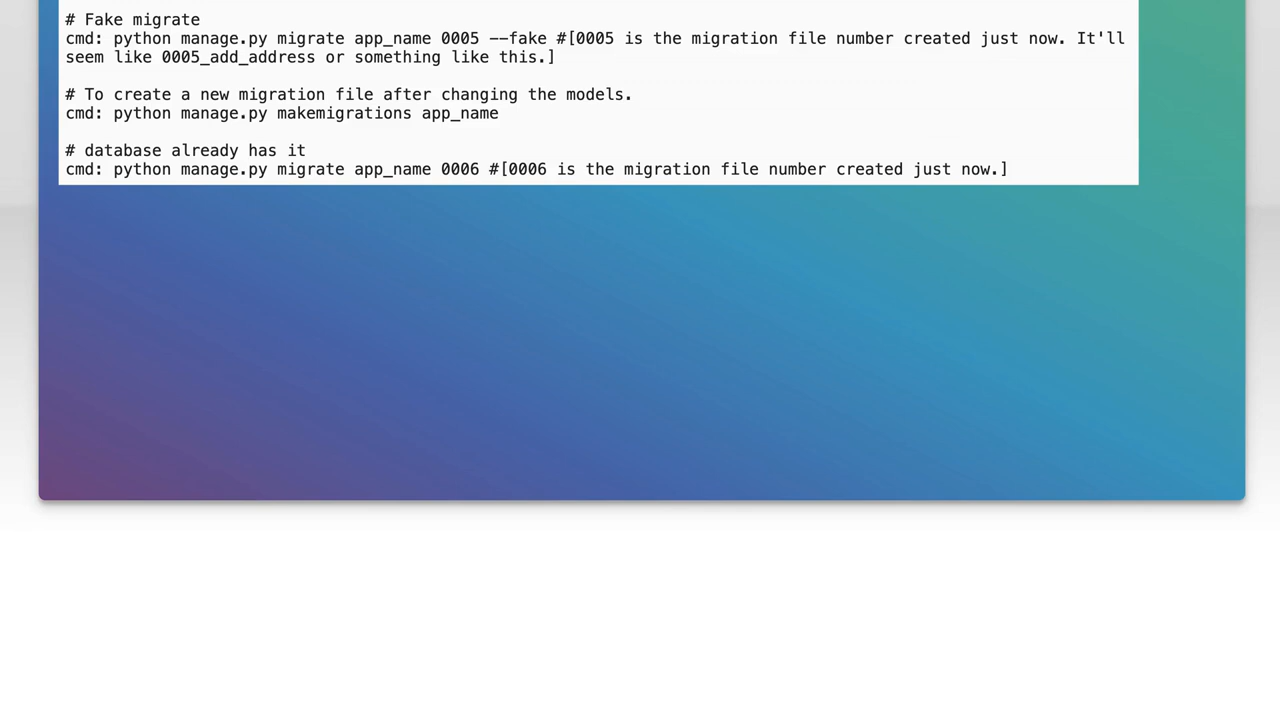 # Fake migrate
cmd: python manage.py migrate app_name 0005 --fake #[0005 is the migration file number created just now. It'll
seem like 0005_add_address or something like this.]
# To create a new migration file after changing the models.
cmd: python manage.py makemigrations app_name
# database already has it
cmd: python manage.py migrate app_name 0006 #[0006 is the migration file number created just now.]